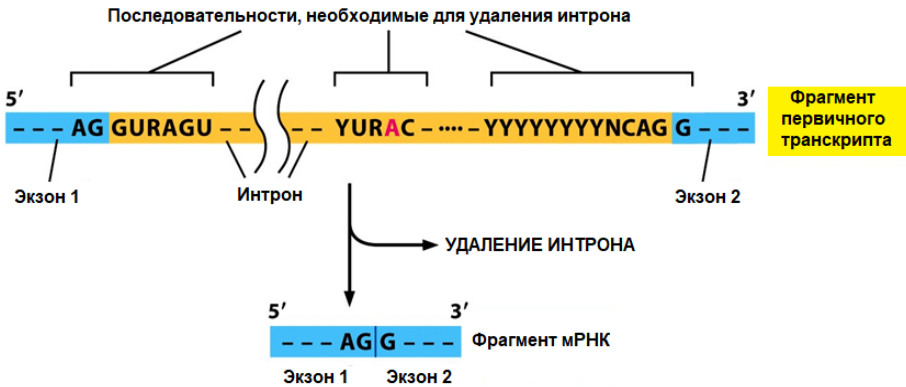 Последовательности, необходимые для удаления интрона
5′ 3′
– – – AG GURAGU – – – – YURAC – ···· – YYYYYYYYNCAG G – – –
Фрагмент
первичного
транскрипта
Экзон 1 Интрон Экзон 2
УДАЛЕНИЕ ИНТРОНА
5′ 3′
– – – AG G – – – Фрагмент мРНК
Экзон 1 Экзон 2